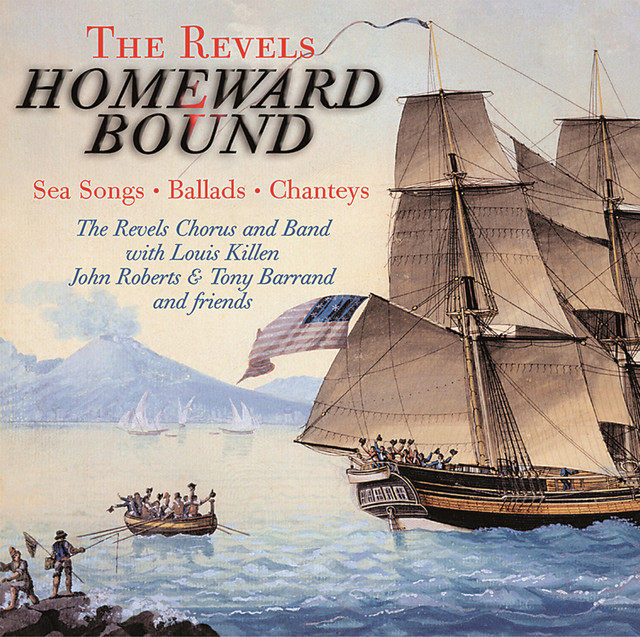 The Revels
HOMEWARD
BOUND
Sea Songs • Ballads • Chanteys
The Revels Chorus and Band
with Louis Killen
John Roberts & Tony Barrand
and friends